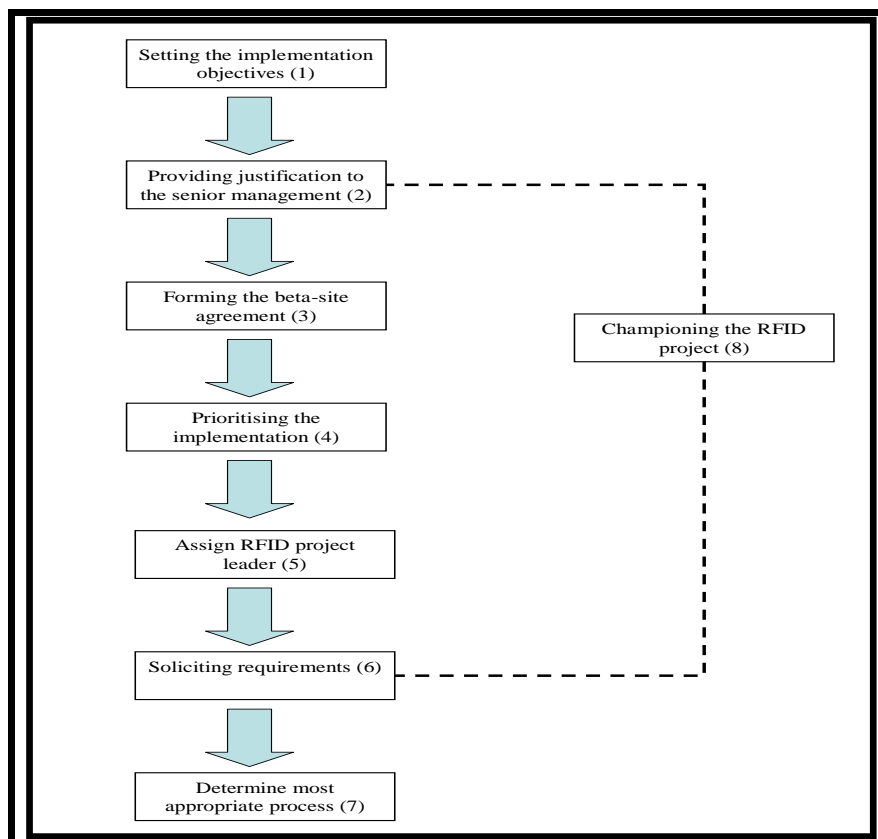 Setting the implementation
objectives (1)
Providing justification to
the senior management (2)
Forming the beta-site
agreement (3)
Championing the RFID
project (8)
Prioritising the
implementation (4)
Assign RFID project
leader (5)
Soliciting requirements (6)
Determine most
appropriate process (7)